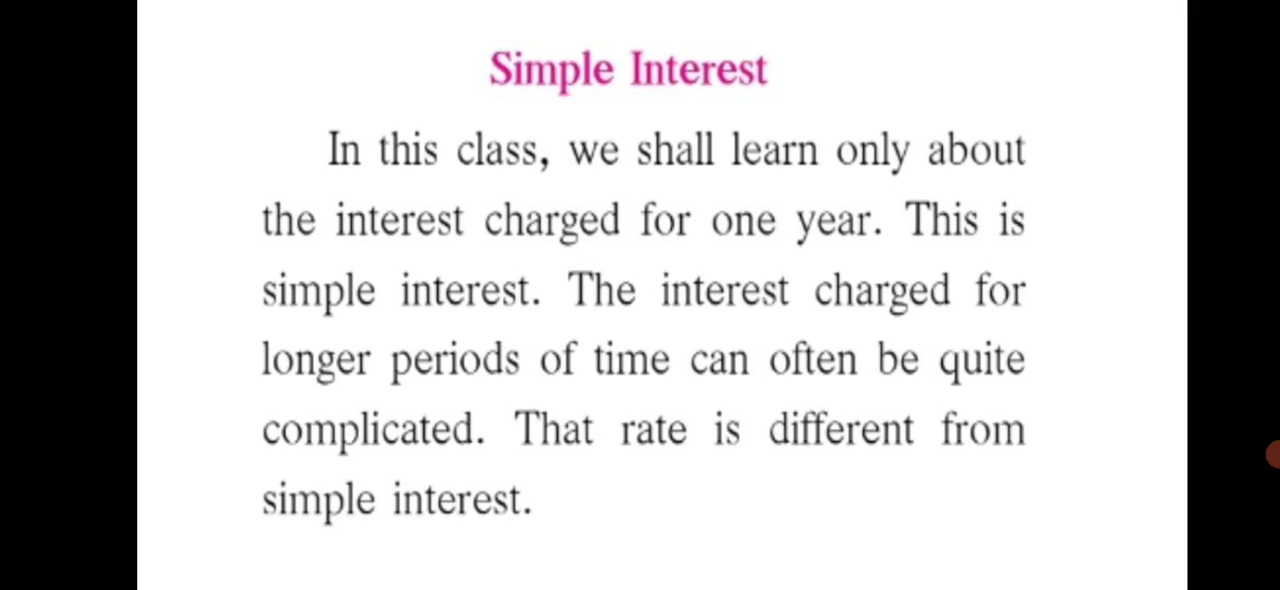 Simple Interest
In this class, we shall learn only about
the interest charged for one year. This is
simple interest. The interest charged for
longer periods of time can often be quite
complicated. That rate is different from
simple interest.